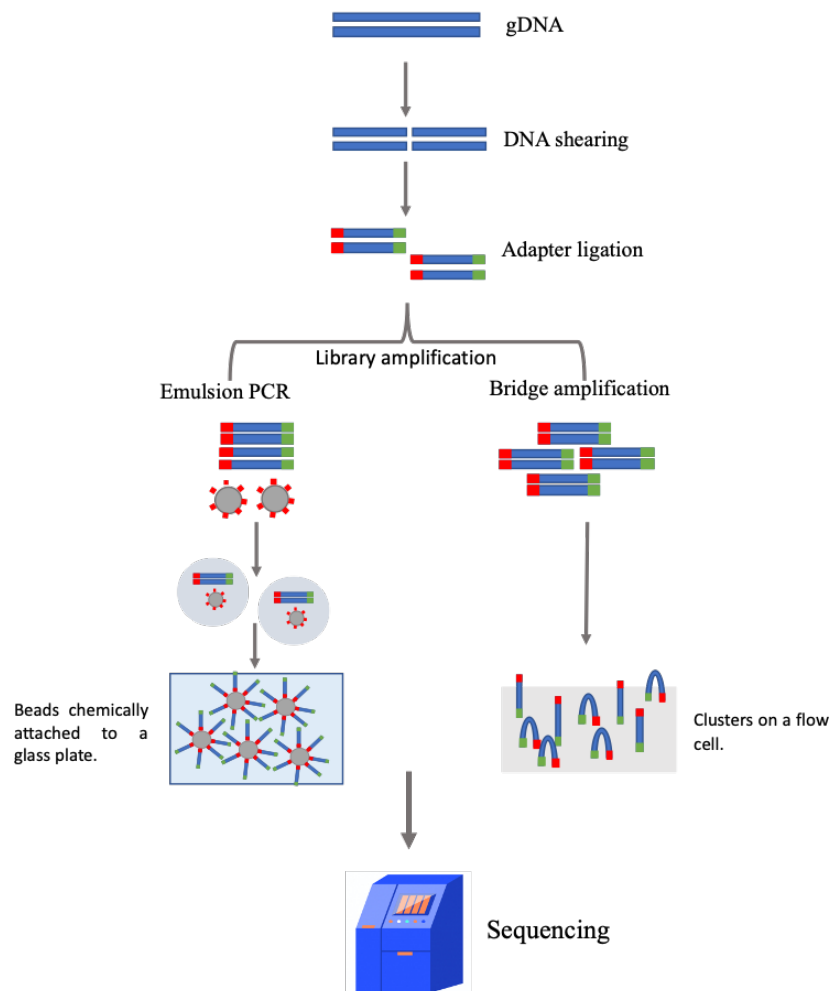 gDNA
DNA shearing
Adapter ligation
Library amplification
Emulsion PCR
Bridge amplification
Beads chemically
attached to a
glass plate.
Clusters on a flow
cell.
Sequencing